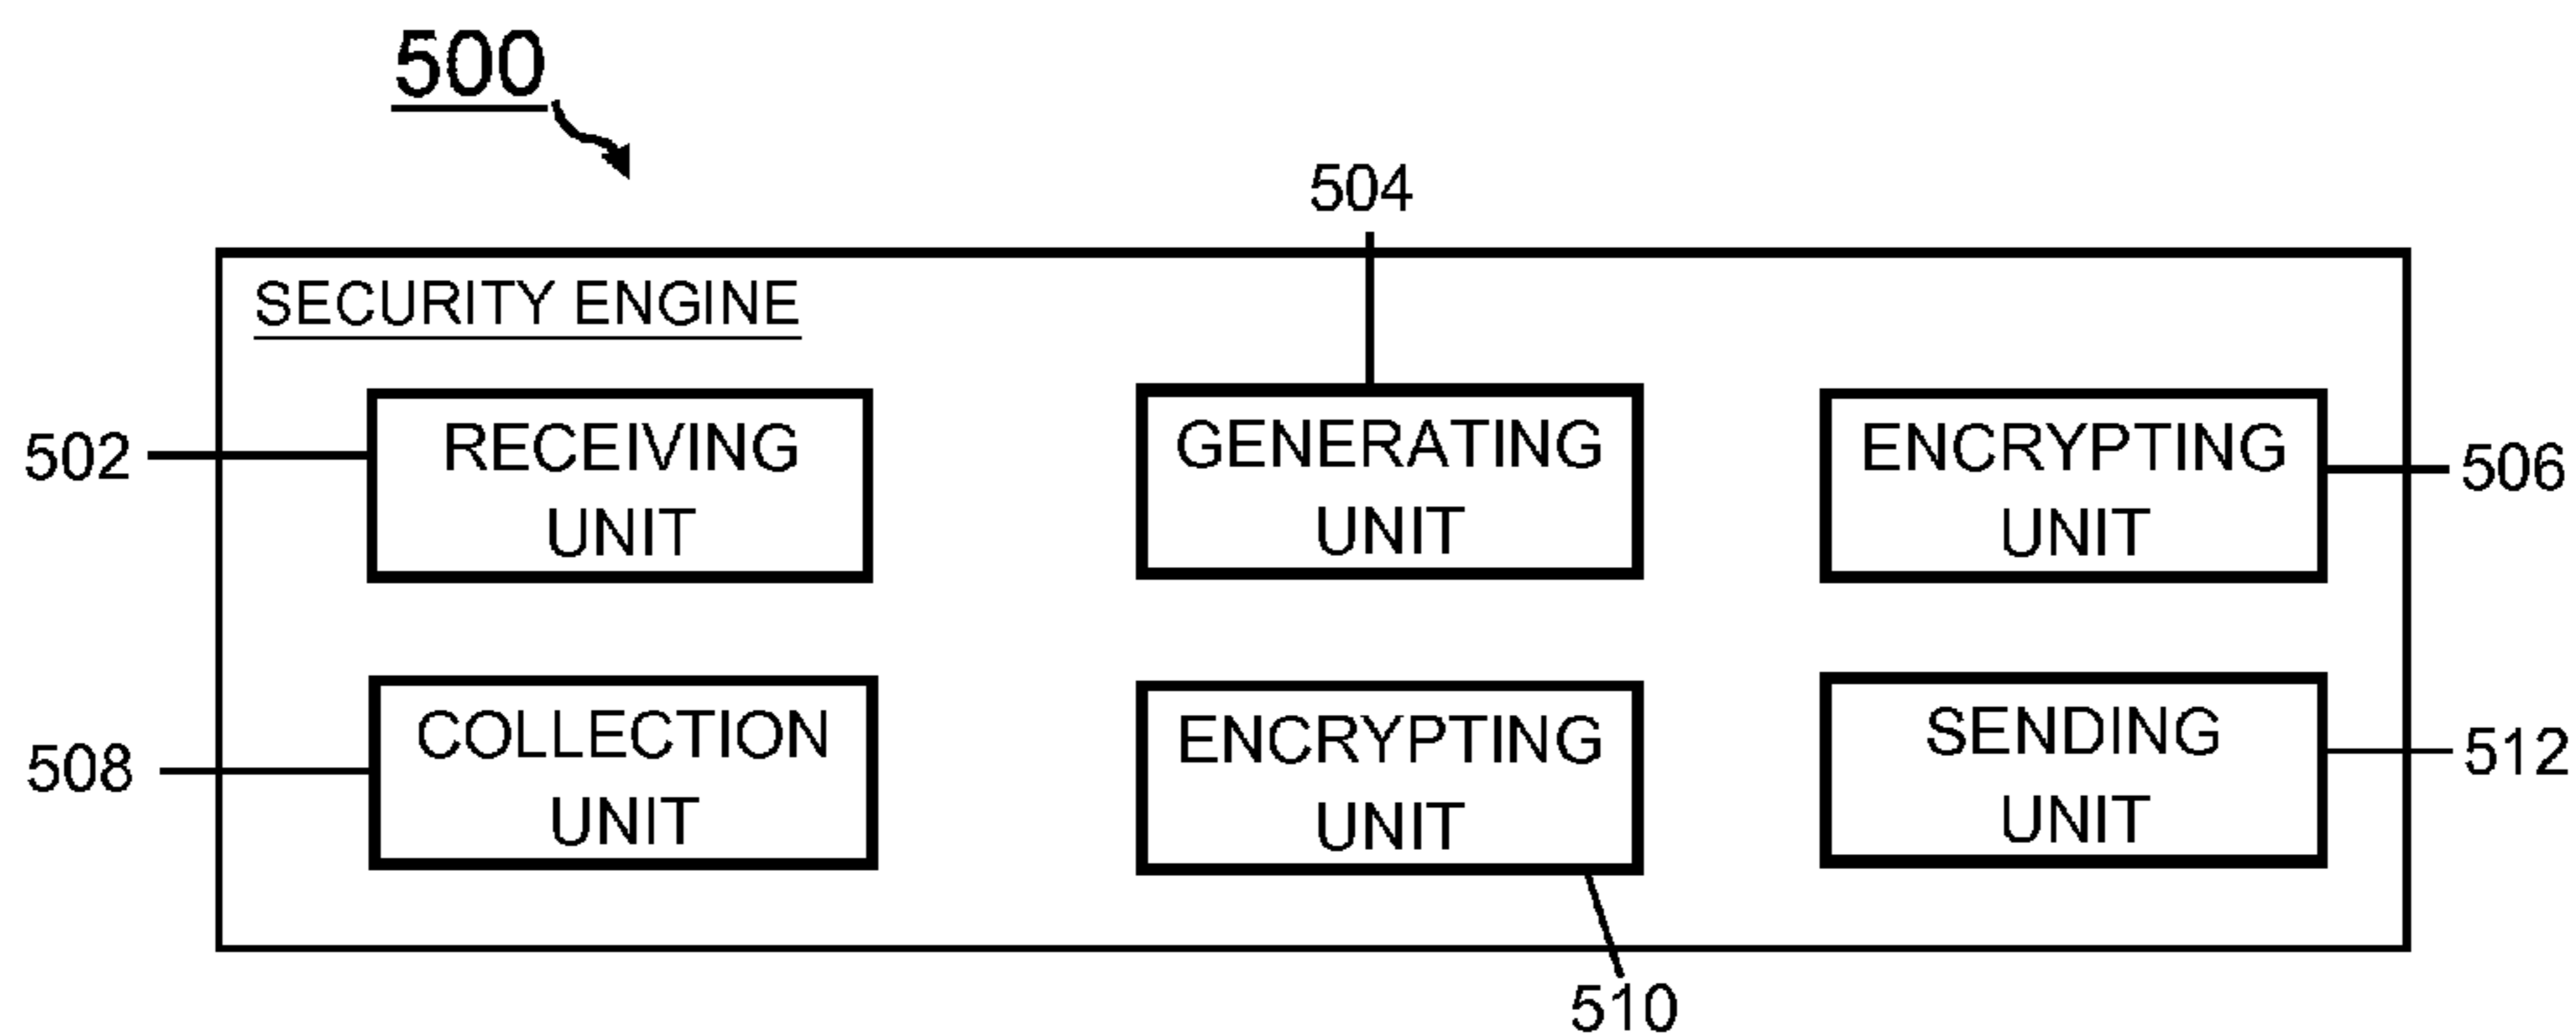 500
504
SECURITY ENGINE
502
RECEIVING
UNIT
GENERATING
UNIT
ENCRYPTING
UNIT
506
508
COLLECTION
UNIT
ENCRYPTING
UNIT
SENDING
UNIT
512
510